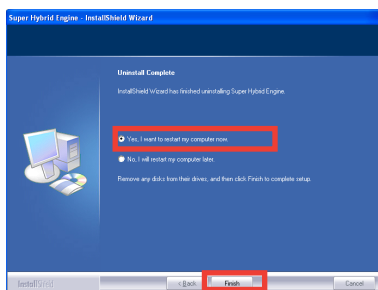 Super Hybrid Engine - InstallShield Wizard
Uninstall Complete
InstallShield Wizard has finished uninstalling Super Hybrid Engine.
Yes, I want to restart my computer now.
No, I will restart my computer later.
Remove any disks from their drives, and then click Finish to complete setup.
InstallShield
< Back Finish Cancel